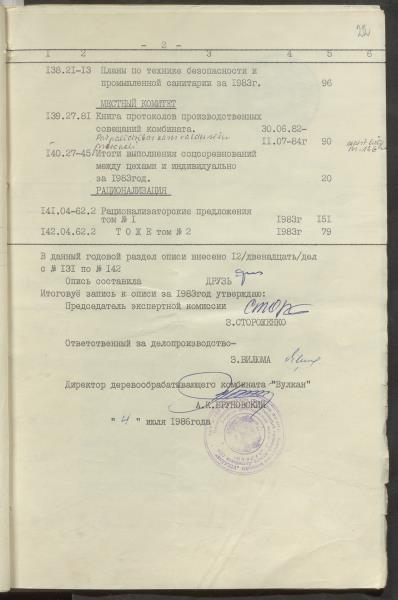 22
- 2 -
1 2 3 4 5 6
138.21-13 Планы по технике безопасности и
промышленной санитарии за 1983г. 96
МЕСТНЫЙ КОМИТЕТ
139.27.81 Книга протоколов производственных
совещаний комбината. 30.06.82-
11.07-84г 90
140.27-45/ Итоги выполнения соцсоревнований
между цехами и индивидуально
за 1983год. 20
РАЦИОНАЛИЗАЦИЯ
141.04-62.2 Рационализаторские предложения
том № 1 1983г 151
142.04.62.2 Т О Ж Е том № 2 1983г 79
В данный годовой раздел описи внесено 12/двенадцать/дел
с № 131 по № 142
Опись составила ДРУЗЬ
Итоговуё запись к описи за 1983год утверждаю:
Председатель экспертной комиссии
З.СТОРОЖЕНКО
Ответственный за делопроизводство-
Э.ВИЛЮМА
Директор деревообрабатывающего комбината "Вулкан"
А.К.БРУНОВСКИЙ
" 4 " июля 1986года